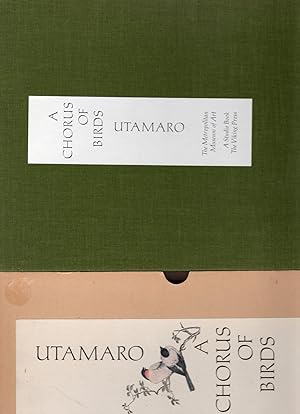 A
CHORUS
OF
BIRDS
UTAMARO
The Metropolitan
Museum of Art
A Studio Book
The Viking Press
UTAMARO
A
CHORUS
OF
BIRDS